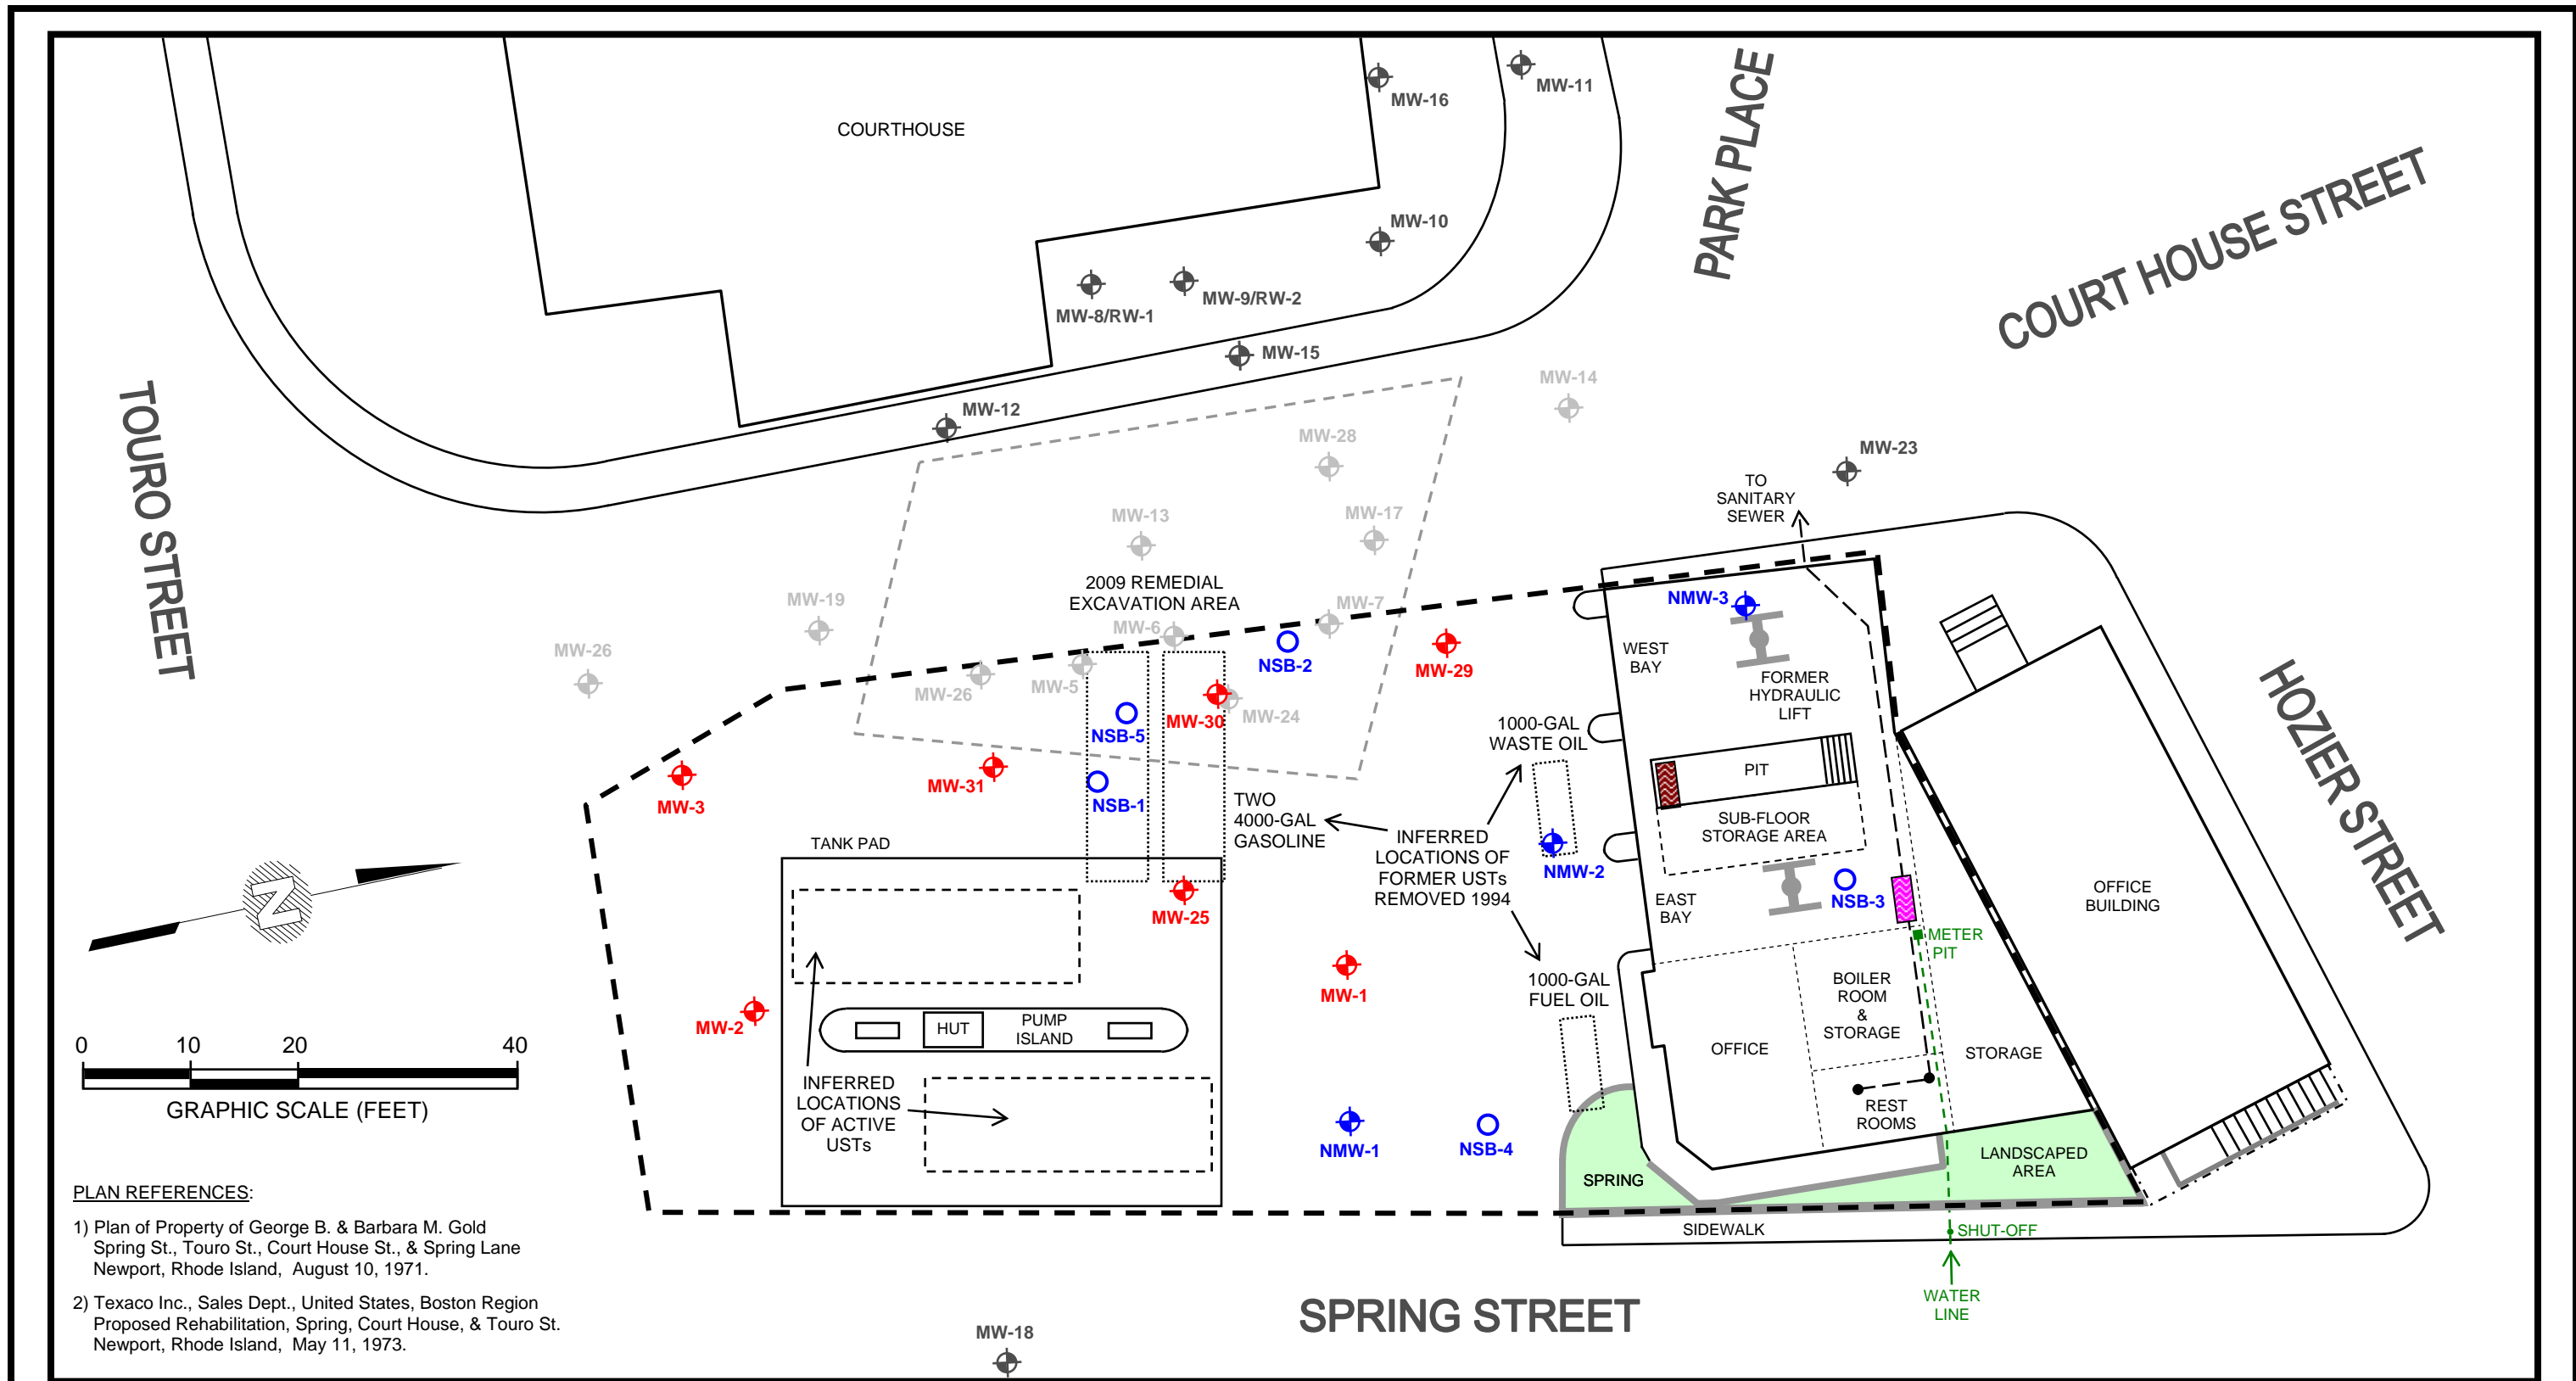 COURTHOUSE
MW-16
MW-11
PARK PLACE
COURT HOUSE STREET
MW-10
MW-8/RW-1
MW-9/RW-2
MW-15
MW-14
MW-12
TOURO STREET
MW-28
MW-23
TO
SANITARY
SEWER
MW-13
MW-17
2009 REMEDIAL
EXCAVATION AREA
MW-19
MW-7
MW-6
NMW-3
MW-26
NSB-2
MW-29
WEST
BAY
MW-26
MW-5
MW-30
MW-24
FORMER
HYDRAULIC
LIFT
NSB-5
1000-GAL
WASTE OIL
HOZIER STREET
MW-3
MW-31
NSB-1
PIT
TWO
4000-GAL
GASOLINE
SUB-FLOOR
STORAGE AREA
TANK PAD
INFERRED
LOCATIONS OF
FORMER USTs
REMOVED 1994
NMW-2
N
MW-25
EAST
BAY
NSB-3
OFFICE
BUILDING
METER
PIT
MW-1
1000-GAL
FUEL OIL
BOILER
ROOM
&
STORAGE
MW-2
HUT
PUMP
ISLAND
OFFICE
STORAGE
0 10 20 40
GRAPHIC SCALE (FEET)
INFERRED
LOCATIONS
OF ACTIVE
USTs
REST
ROOMS
NMW-1
NSB-4
SPRING
LANDSCAPED
AREA
SIDEWALK
SHUT-OFF
WATER
LINE
PLAN REFERENCES:
1) Plan of Property of George B. & Barbara M. Gold
Spring St., Touro St., Court House St., & Spring Lane
Newport, Rhode Island, August 10, 1971.
2) Texaco Inc., Sales Dept., United States, Boston Region
Proposed Rehabilitation, Spring, Court House, & Touro St.
Newport, Rhode Island, May 11, 1973.
SPRING STREET
MW-18